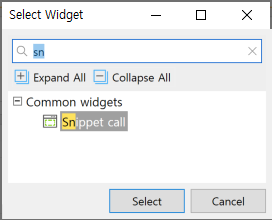 Select Widget
sn
Expand All Collapse All
Common widgets
Snippet call
Select Cancel